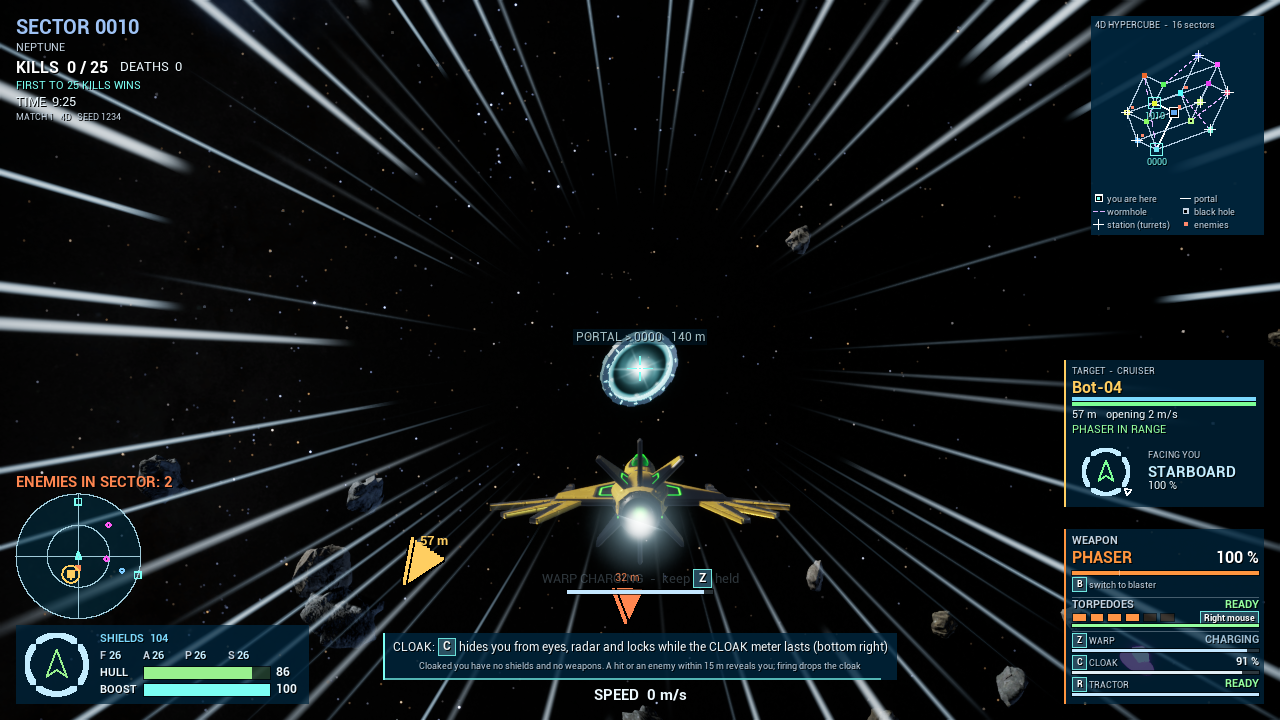 SECTOR 0010
NEPTUNE
KILLS 0 / 25 DEATHS 0
FIRST TO 25 KILLS WINS
TIME 9:25
MATCH 1 4D SEED 1234
4D HYPERCUBE - 16 sectors
0000
you are here
portal
wormhole
black hole
station (turrets)
enemies
PORTAL > 0000 140 m
TARGET - CRUISER
Bot-04
57 m opening 2 m/s
PHASER IN RANGE
FACING YOU
STARBOARD
100 %
ENEMIES IN SECTOR: 2
57 m
WARP CHARGING - keep Z held
32 m
WEAPON
PHASER 100 %
B switch to blaster
TORPEDOES READY
Right mouse
Z WARP CHARGING
C CLOAK 91 %
R TRACTOR READY
SHIELDS 104
F 26 A 26 P 26 S 26
HULL 86
BOOST 100
CLOAK: C hides you from eyes, radar and locks while the CLOAK meter lasts (bottom right)
Cloaked you have no shields and no weapons. A hit or an enemy within 15 m reveals you; firing drops the cloak
SPEED 0 m/s